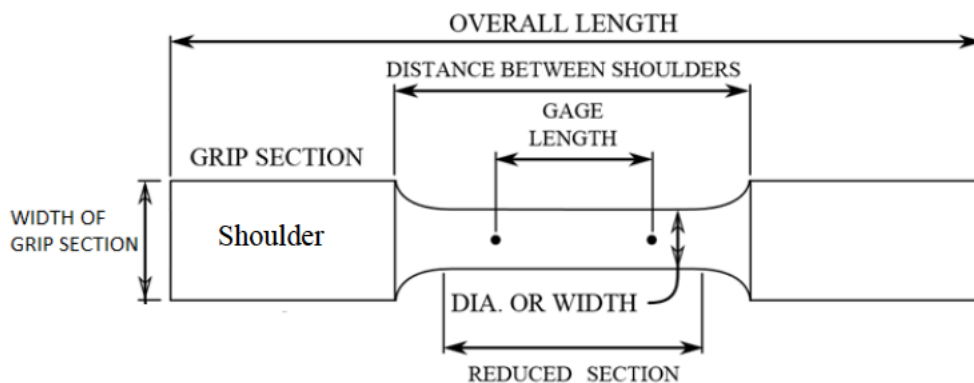 OVERALL LENGTH
DISTANCE BETWEEN SHOULDERS
GAGE
LENGTH
GRIP SECTION
WIDTH OF
GRIP SECTION
Shoulder
DIA. OR WIDTH
REDUCED SECTION